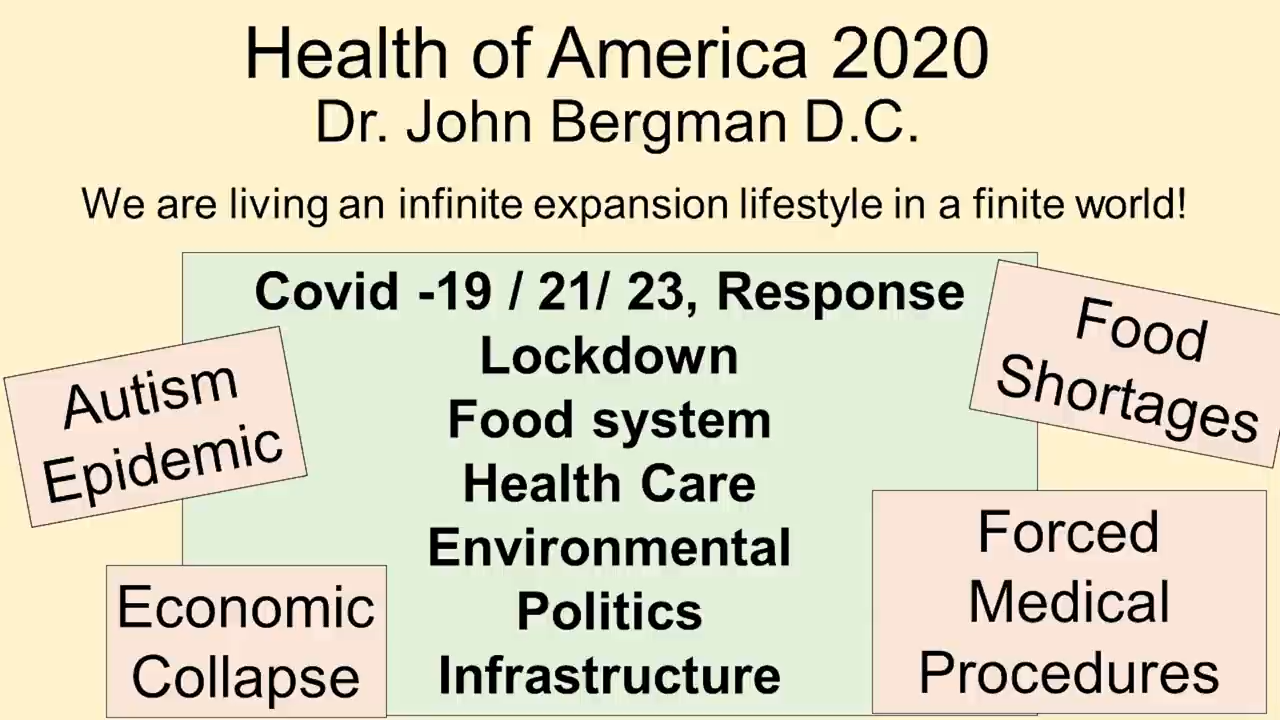 Health of America 2020
Dr. John Bergman D.C.
We are living an infinite expansion lifestyle in a finite world!
Covid -19 / 21/ 23, Response
Lockdown
Food system
Health Care
Environmental
Politics
Infrastructure
Autism
Epidemic
Food
Shortages
Economic
Collapse
Forced
Medical
Procedures